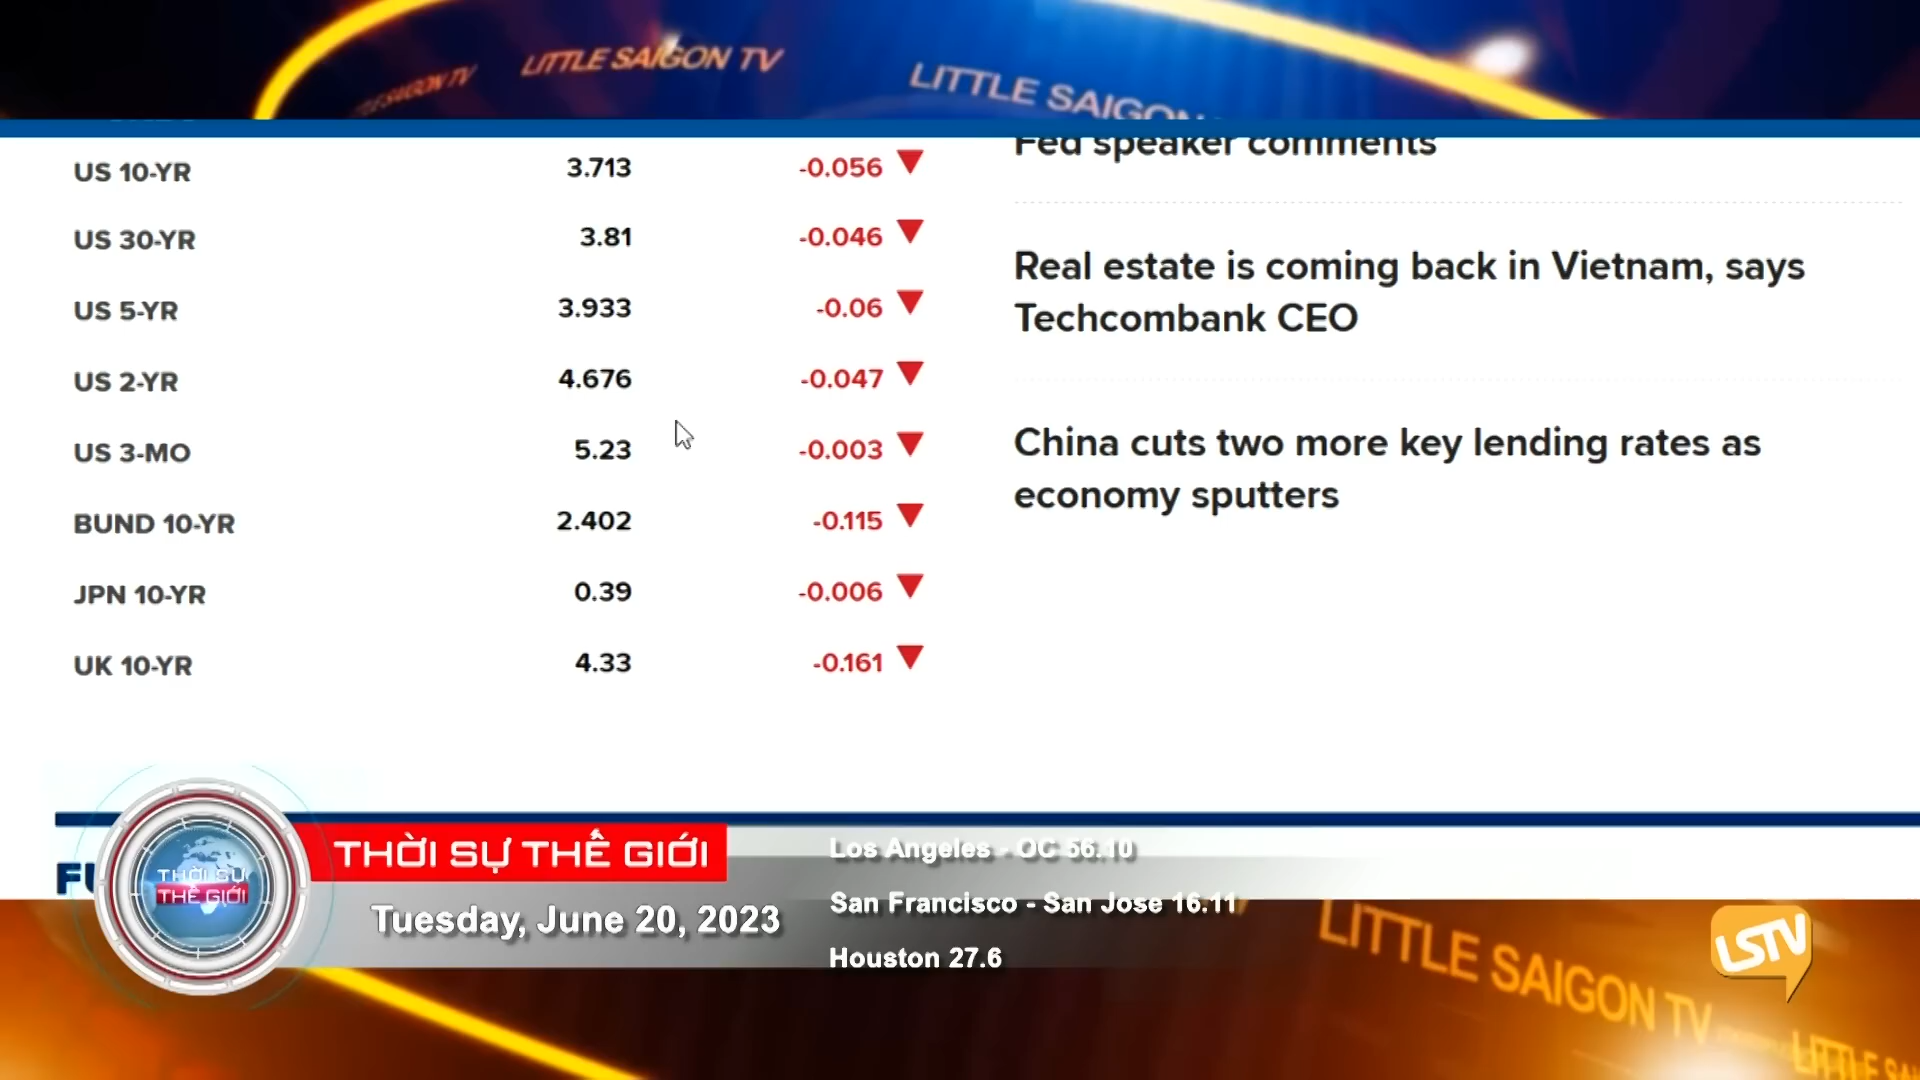 LITTLE SAIGON TV
LITTLE SAIGON
US 10-YR 3.713 -0.056
US 30-YR 3.81 -0.046
US 5-YR 3.933 -0.06
US 2-YR 4.676 -0.047
US 3-MO 5.23 -0.003
BUND 10-YR 2.402 -0.115
JPN 10-YR 0.39 -0.006
UK 10-YR 4.33 -0.161
Fed speaker comments
Real estate is coming back in Vietnam, says
Techcombank CEO
China cuts two more key lending rates as
economy sputters
THỜI SỰ
THẾ GIỚI
THỜI SỰ THẾ GIỚI
Tuesday, June 20, 2023
Los Angeles - OC 56.10
San Francisco - San Jose 16.11
Houston 27.6
LITTLE SAIGON TV
LSTV